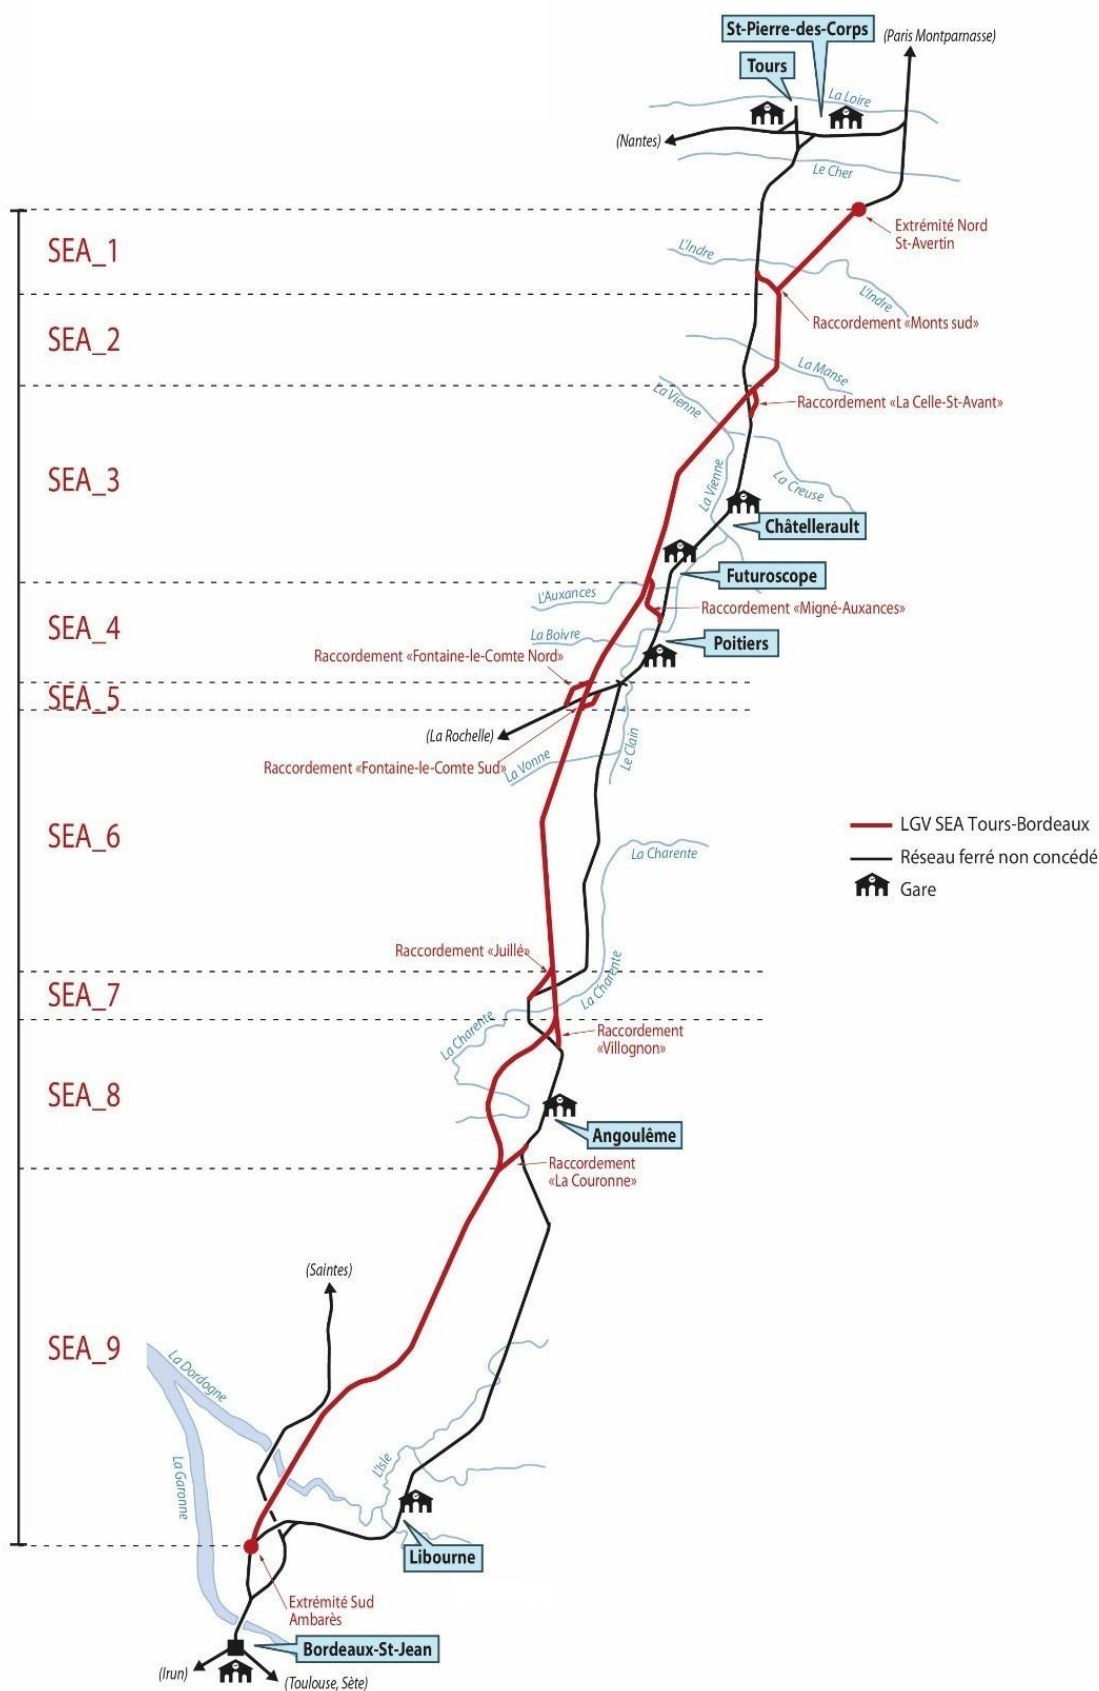 St-Pierre-des-Corps
(Paris Montparnasse)
Tours
La Loire
(Nantes)
Le Cher
Extrémité Nord
St-Avertin
SEA_1
L'Indre
L'Indre
Raccordement «Monts sud»
SEA_2
La Manse
La Vienne
Raccordement «La Celle-St-Avant»
SEA_3
La Vienne
La Creuse
Châtellerault
Futuroscope
L'Auxances
Raccordement «Migné-Auxances»
SEA_4
La Boivre
Poitiers
Raccordement «Fontaine-le-Comte Nord»
SEA_5
(La Rochelle)
Le Clain
Raccordement «Fontaine-le-Comte Sud»
La Vonne
SEA_6
LGV SEA Tours-Bordeaux
Réseau ferré non concédé
Gare
La Charente
Raccordement «Juillé»
SEA_7
La Charente
La Charente
Raccordement
«Villognon»
SEA_8
Angoulême
Raccordement
«La Couronne»
(Saintes)
SEA_9
La Dordogne
La Garonne
L'Isle
Libourne
Extrémité Sud
Ambarès
Bordeaux-St-Jean
(Irun)
(Toulouse, Sète)